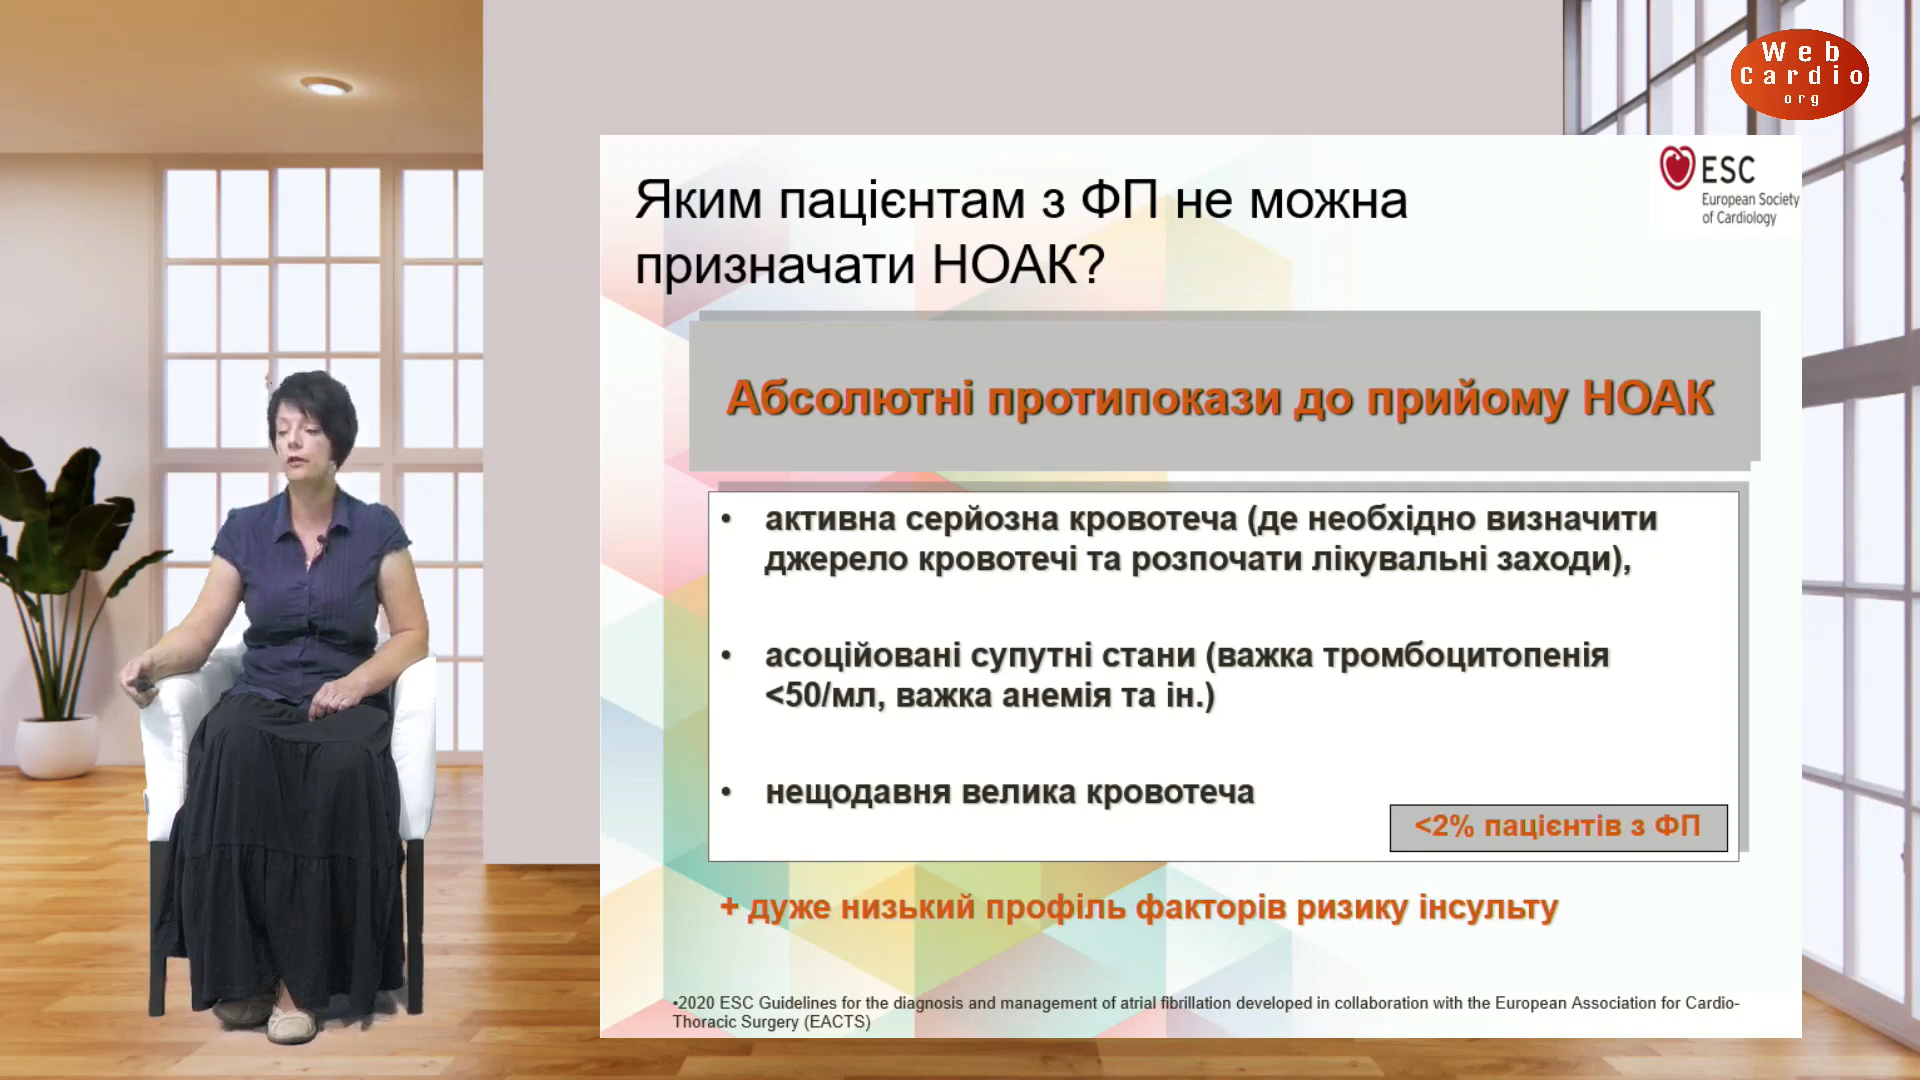 Web
Cardio
org
ESC
European Society
of Cardiology
Яким пацієнтам з ФП не можна
призначати НОАК?
Абсолютні протипокази до прийому НОАК
• активна серйозна кровотеча (де необхідно визначити
джерело кровотечі та розпочати лікувальні заходи),
• асоційовані супутні стани (важка тромбоцитопенія
<50/мл, важка анемія та ін.)
• нещодавня велика кровотеча
<2% пацієнтів з ФП
+ дуже низький профіль факторів ризику інсульту
•2020 ESC Guidelines for the diagnosis and management of atrial fibrillation developed in collaboration with the European Association for Cardio-
Thoracic Surgery (EACTS)